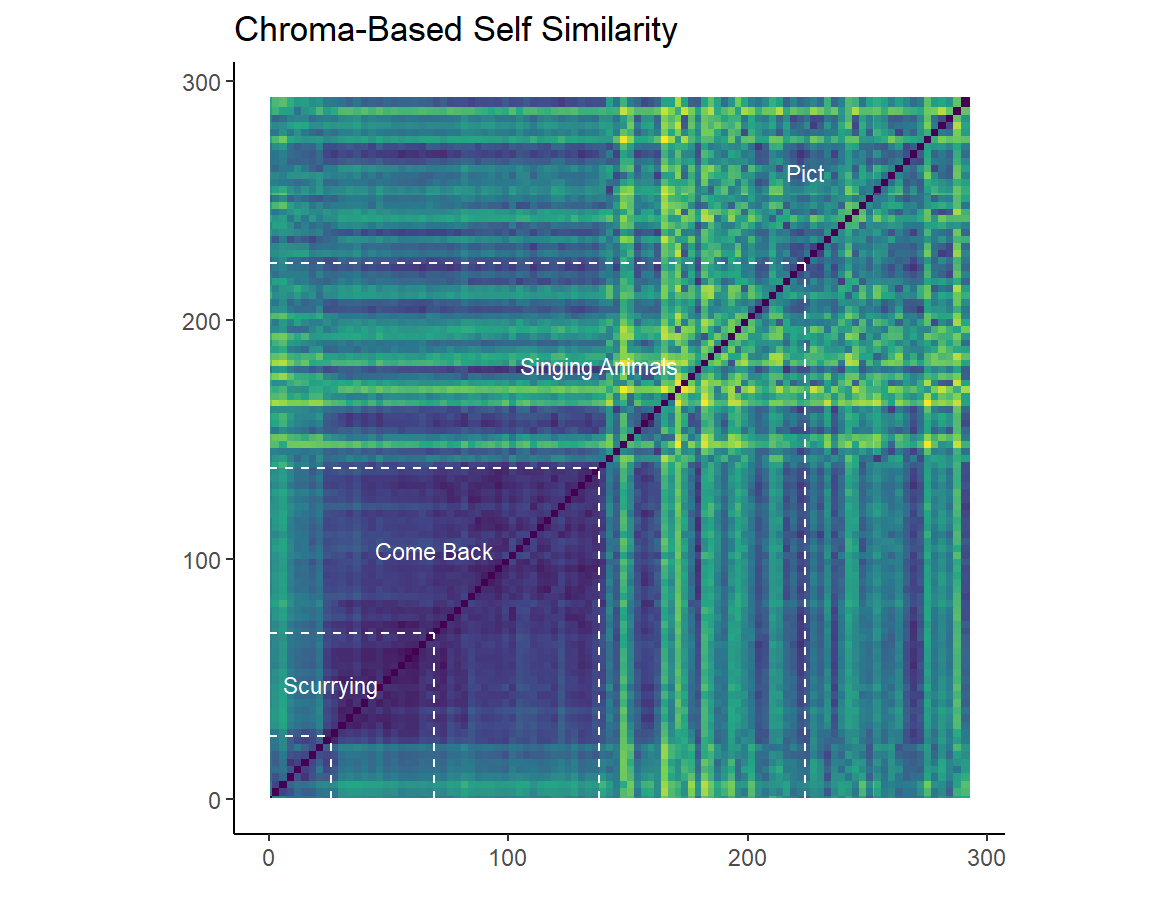 Chroma-Based Self Similarity
300
Pict
200
Singing Animals
Come Back
100
Scurrying
0
0 100 200 300